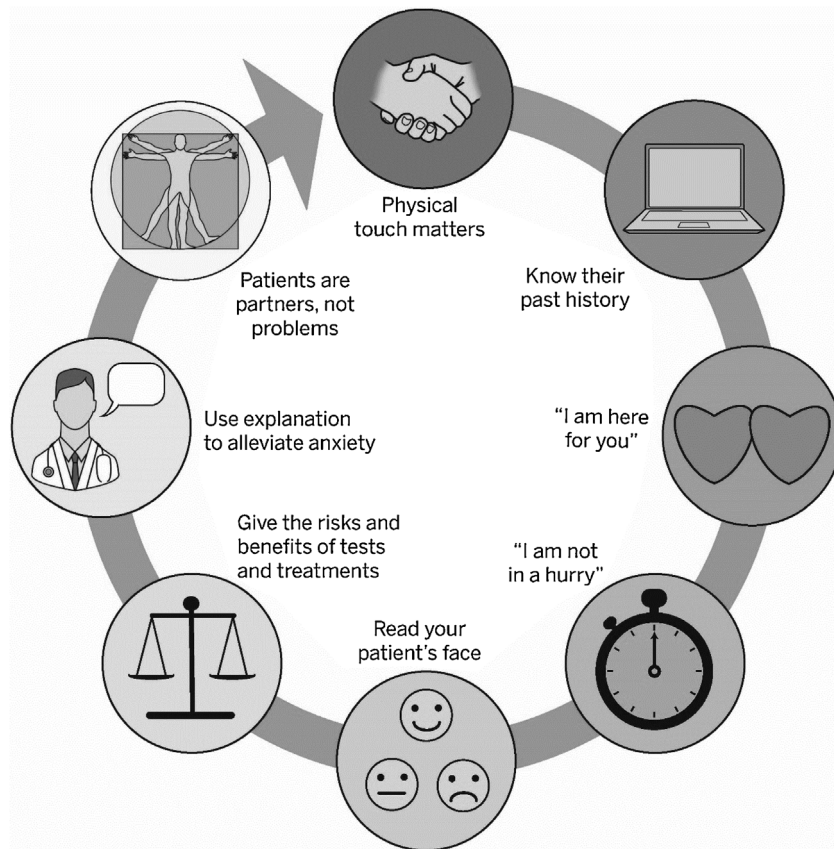 Physical
touch matters
Know their
past history
“I am here
for you”
“I am not
in a hurry”
Read your
patient’s face
Give the risks and
benefits of tests
and treatments
Use explanation
to alleviate anxiety
Patients are
partners, not
problems